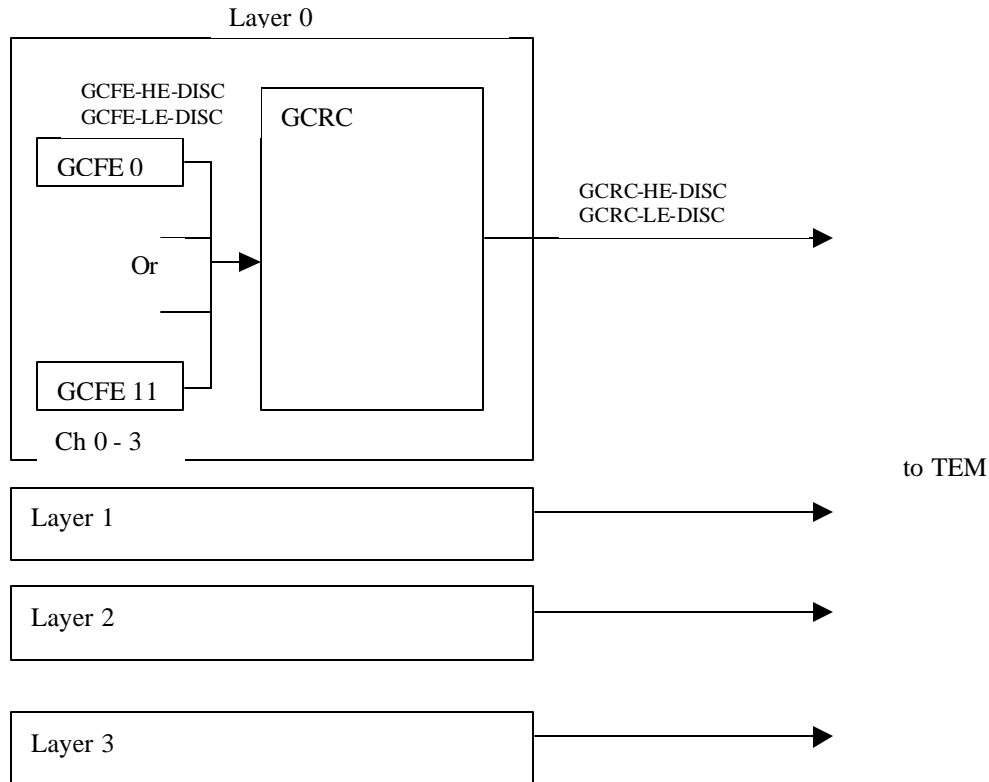 Layer 0
GCFE-HE-DISC
GCFE-LE-DISC
GCRC
GCFE 0
GCRC-HE-DISC
GCRC-LE-DISC
Or
GCFE 11
Ch 0 - 3
to TEM
Layer 1
Layer 2
Layer 3